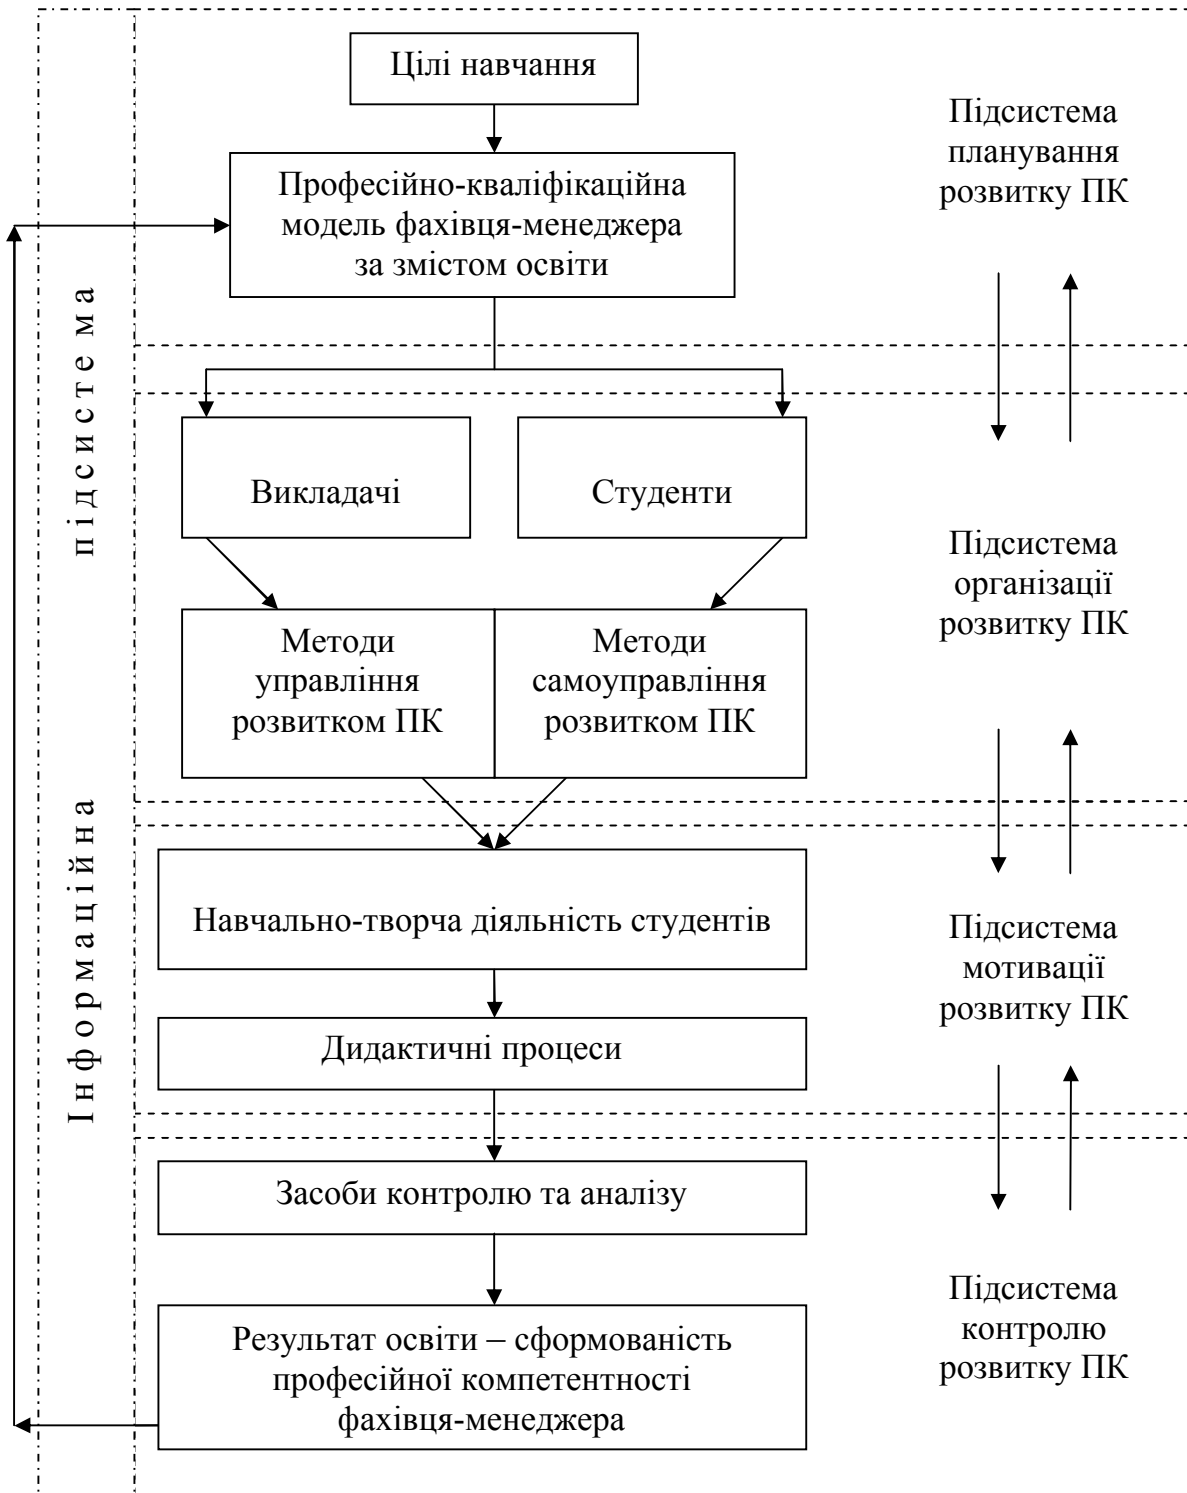 Цілі навчання
Підсистема
планування
розвитку ПК
Професійно-кваліфікаційна
модель фахівця-менеджера
за змістом освіти
Викладачі
Студенти
Підсистема
організації
розвитку ПК
Методи
управління
розвитком ПК
Методи
самоуправління
розвитком ПК
Навчально-творча діяльність студентів
Підсистема
мотивації
розвитку ПК
Дидактичні процеси
Засоби контролю та аналізу
Підсистема
контролю
розвитку ПК
Результат освіти – сформованість
професійної компетентності
фахівця-менеджера
Інформаційна підсистема